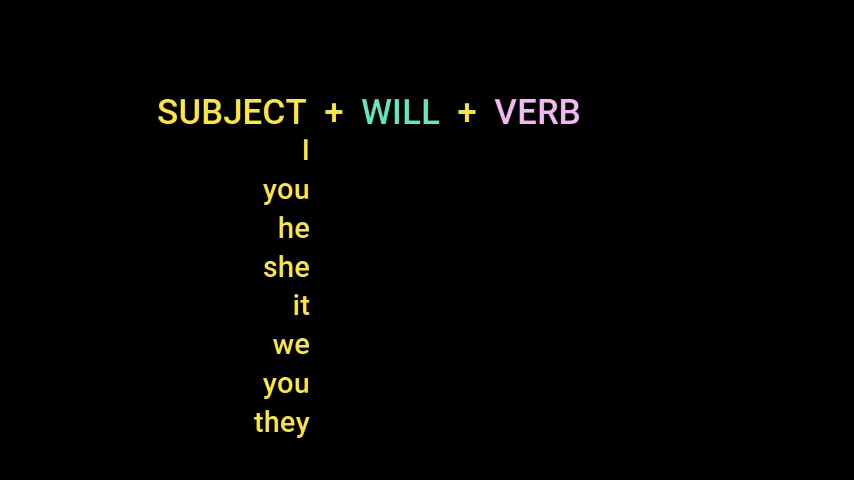 SUBJECT + WILL + VERB
I
you
he
she
it
we
you
they